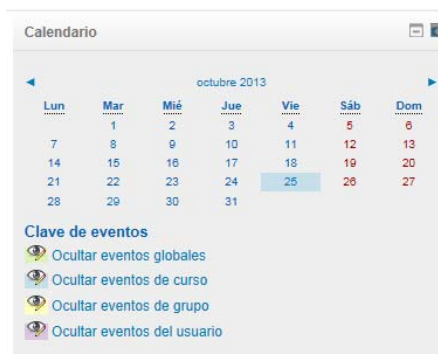 Calendario
octubre 2013
Lun Mar Mié Jue Vie Sáb Dom
1 2 3 4 5 6
7 8 9 10 11 12 13
14 15 16 17 18 19 20
21 22 23 24 25 26 27
28 29 30 31
Clave de eventos
Ocultar eventos globales
Ocultar eventos de curso
Ocultar eventos de grupo
Ocultar eventos del usuario